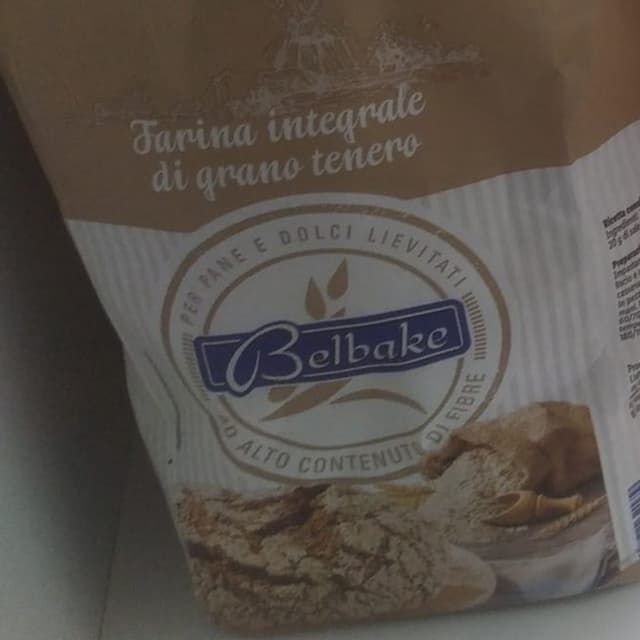 Farina integrale
di grano tenero
PER PANE E DOLCI LIEVITATI
Belbake
AD ALTO CONTENUTO DI FIBRE